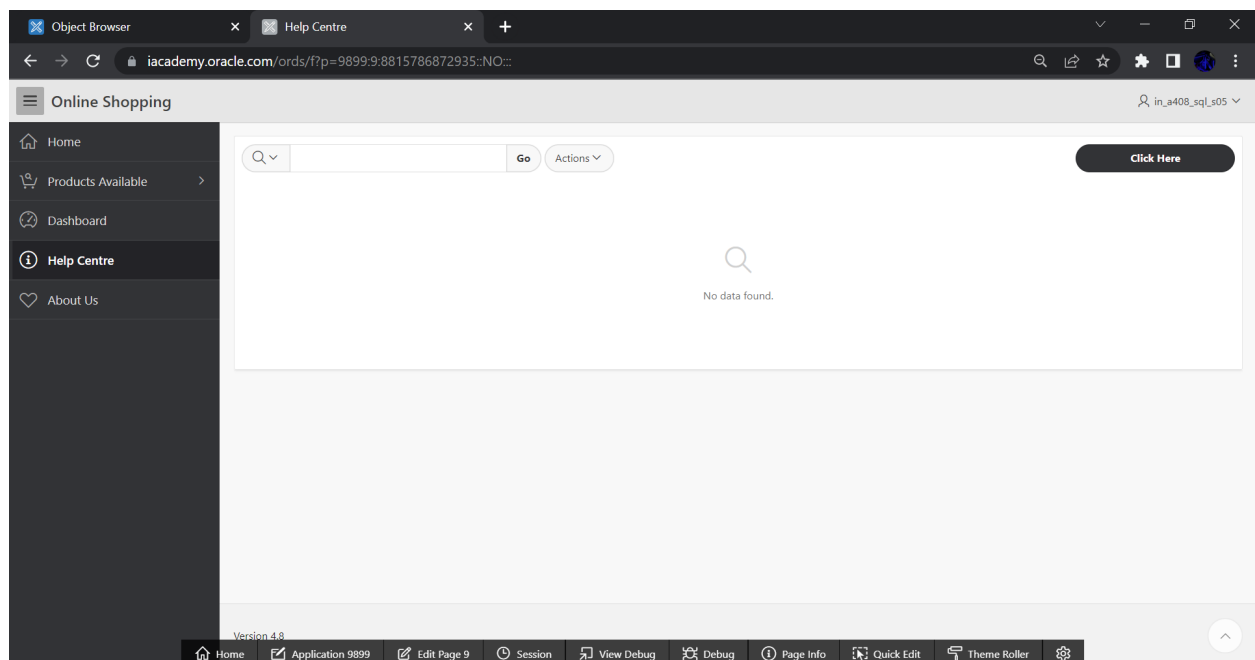 Object Browser
Help Centre
iacademy.oracle.com/ords/f?p=9899:9:8815786872935::NO:::
Online Shopping
in_a408_sql_s05
Home
Products Available
Dashboard
Help Centre
About Us
Go
Actions
Click Here
No data found.
Version 4.8
Home Application 9899 Edit Page 9 Session View Debug Debug Page Info Quick Edit Theme Roller